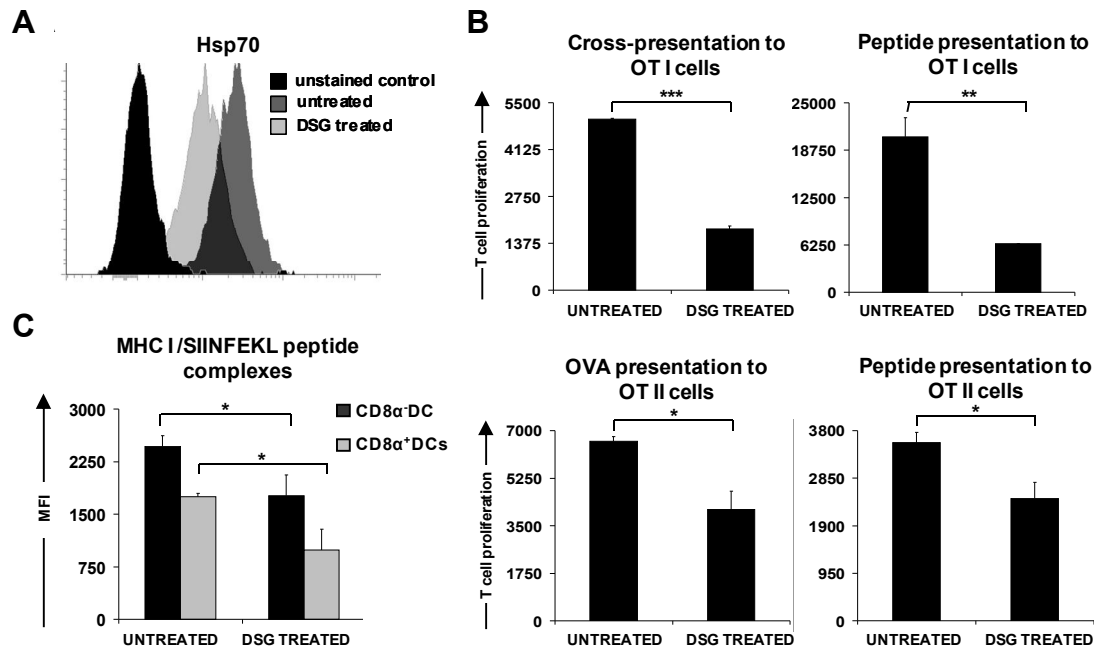 A
Hsp70
unstained control
untreated
DSG treated
B
Cross-presentation to
OT I cells
***
5500
4125
2750
1375
0
T cell proliferation
UNTREATED
DSG TREATED
Peptide presentation to
OT I cells
**
25000
18750
12500
6250
0
UNTREATED
DSG TREATED
C
MHC I/SIINFEKL peptide
complexes
CD8α⁻DC
CD8α⁺DCs
*
*
3000
2250
1500
750
0
MFI
UNTREATED
DSG TREATED
OVA presentation to
OT II cells
*
7000
5250
3500
1750
0
T cell proliferation
UNTREATED
DSG TREATED
Peptide presentation to
OT II cells
*
3800
2850
1900
950
0
UNTREATED
DSG TREATED